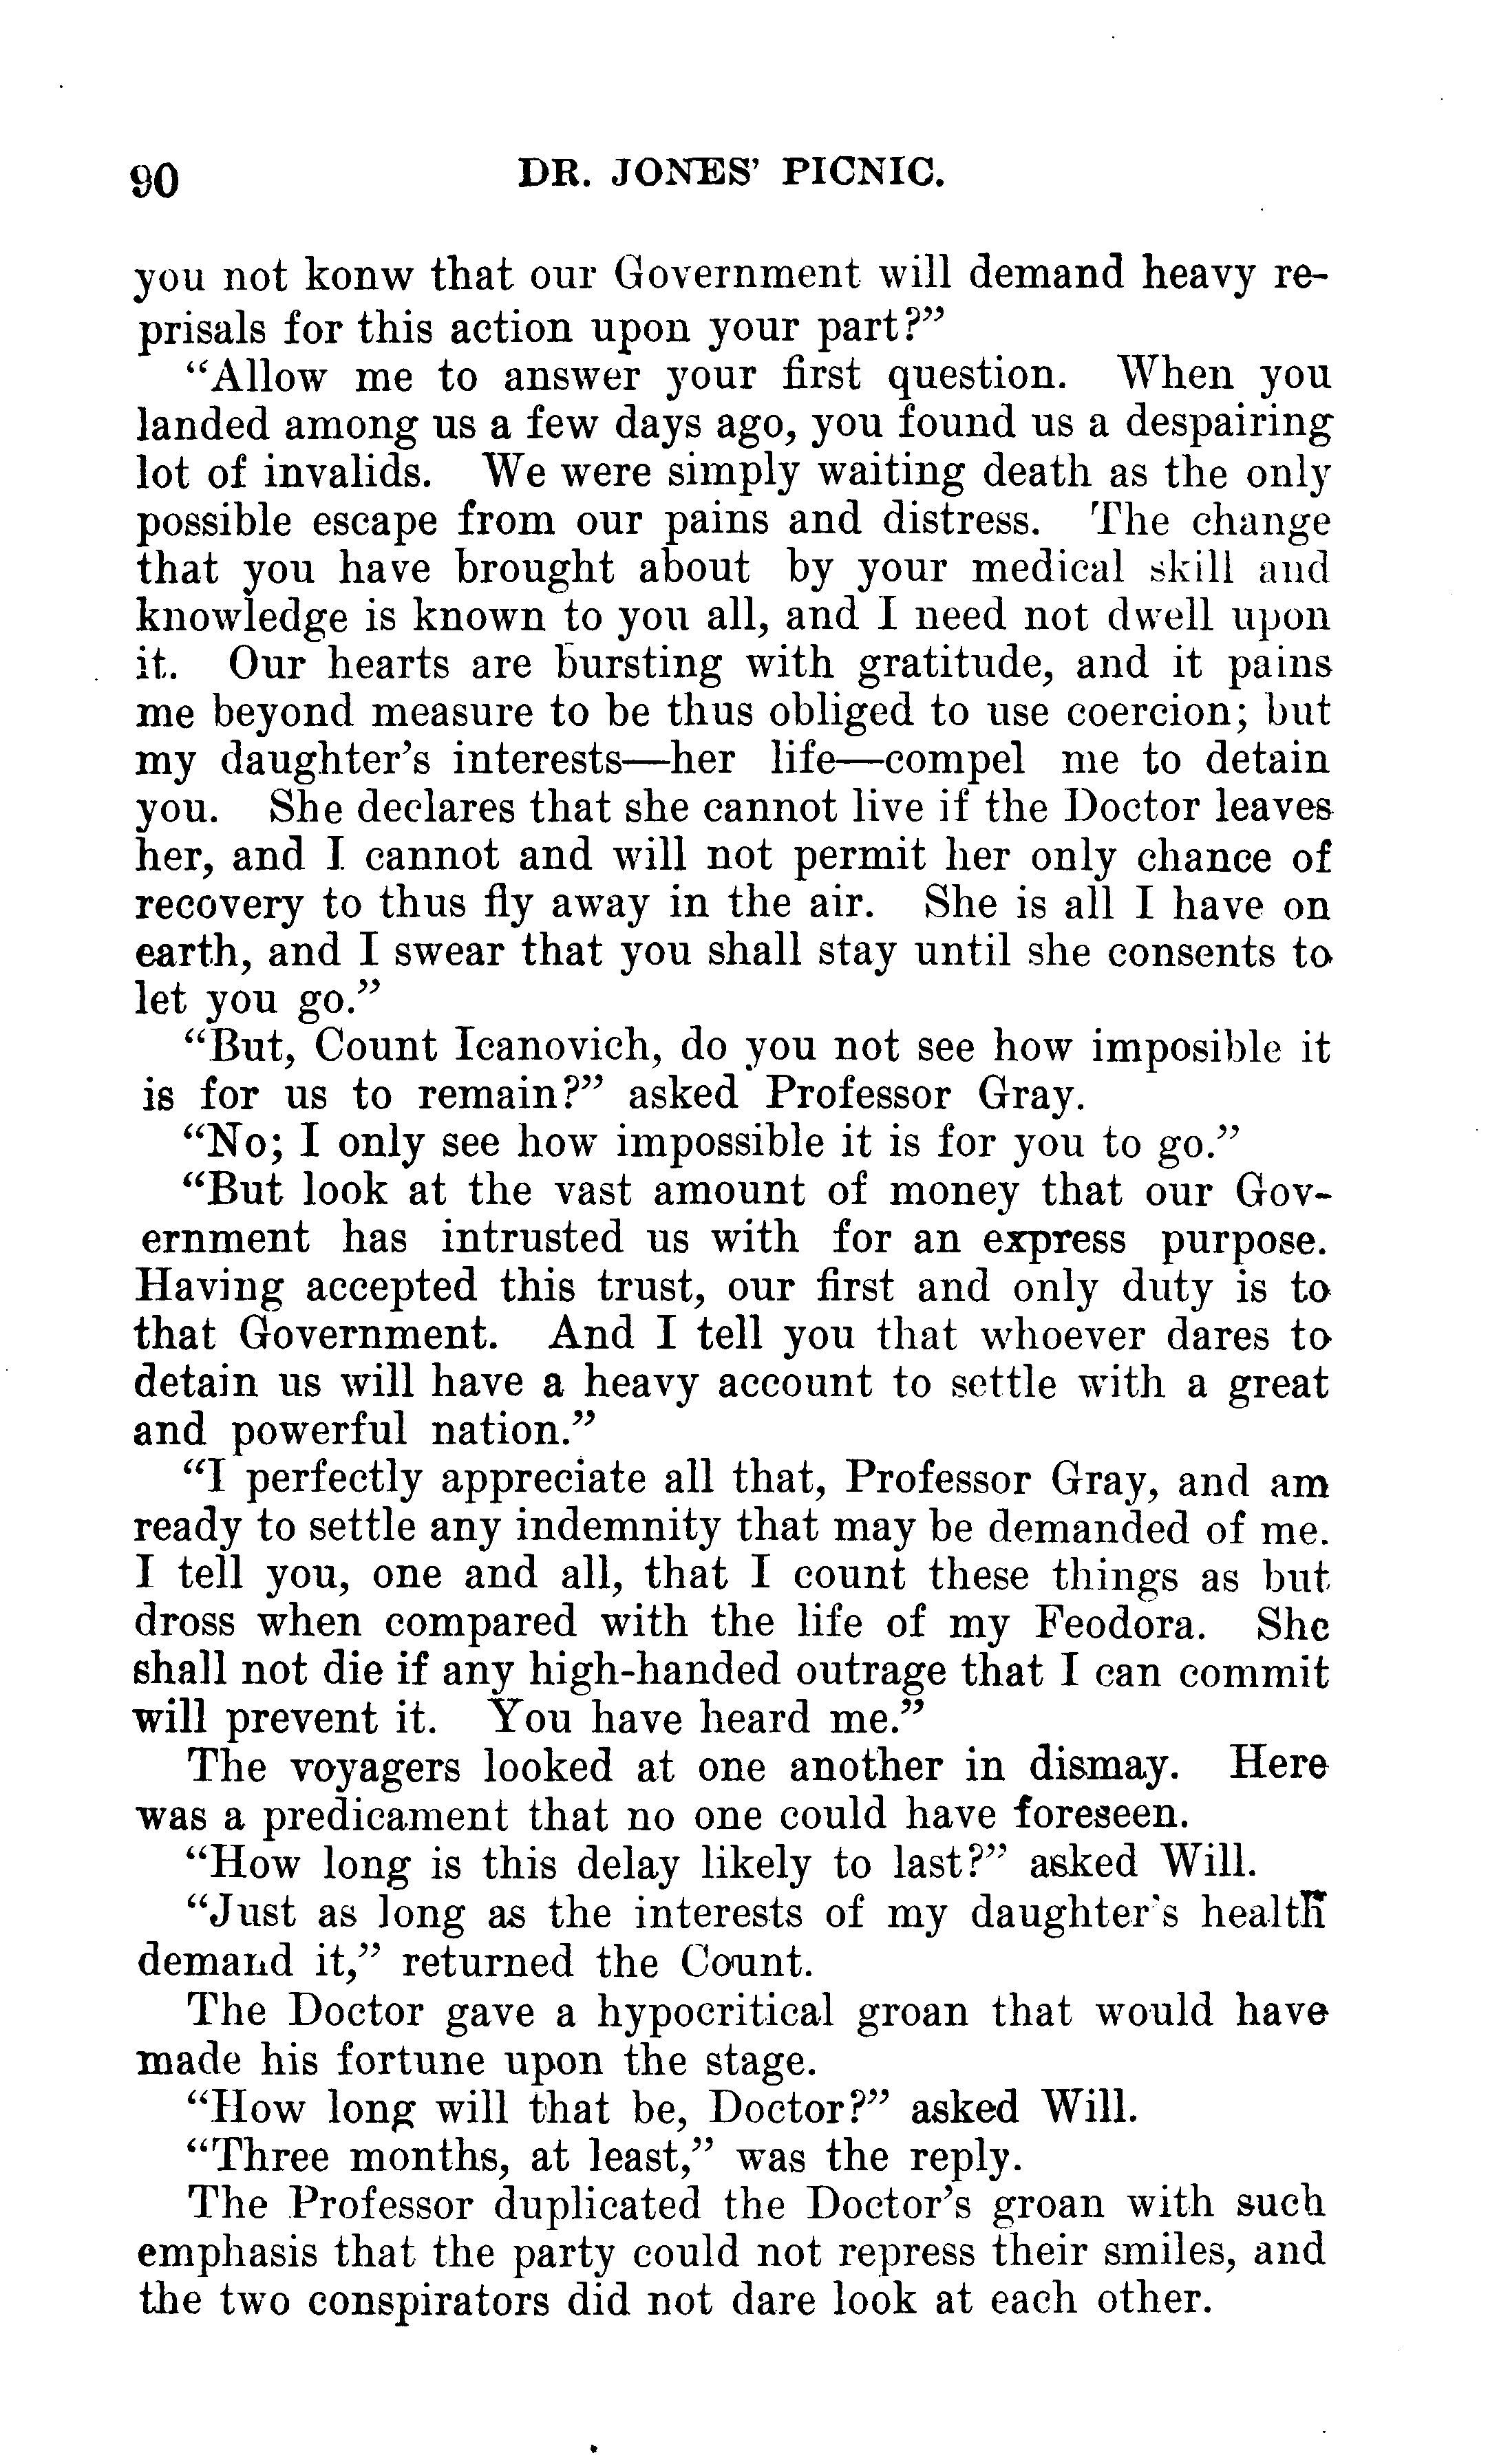 90 DR. JONES' PICNIC.
you not konw that our Government will demand heavy re-
prisals for this action upon your part?”
“Allow me to answer your first question. When you
landed among us a few days ago, you found us a despairing
lot of invalids. We were simply waiting death as the only
possible escape from our pains and distress. The change
that you have brought about by your medical skill and
knowledge is known to you all, and I need not dwell upon
it. Our hearts are bursting with gratitude, and it pains
me beyond measure to be thus obliged to use coercion; but
my daughter's interests—her life—compel me to detain
you. She declares that she cannot live if the Doctor leaves
her, and I cannot and will not permit her only chance of
recovery to thus fly away in the air. She is all I have on
earth, and I swear that you shall stay until she consents to
let you go.”
“But, Count Icanovich, do you not see how imposible it
is for us to remain?” asked Professor Gray.
“No; I only see how impossible it is for you to go.”
“But look at the vast amount of money that our Gov-
ernment has intrusted us with for an express purpose.
Having accepted this trust, our first and only duty is to
that Government. And I tell you that whoever dares to
detain us will have a heavy account to settle with a great
and powerful nation.”
“I perfectly appreciate all that, Professor Gray, and am
ready to settle any indemnity that may be demanded of me.
I tell you, one and all, that I count these things as but
dross when compared with the life of my Feodora. She
shall not die if any high-handed outrage that I can commit
will prevent it. You have heard me.”
The voyagers looked at one another in dismay. Here
was a predicament that no one could have foreseen.
“How long is this delay likely to last?” asked Will.
“Just as long as the interests of my daughter's health
demand it,” returned the Count.
The Doctor gave a hypocritical groan that would have
made his fortune upon the stage.
“How long will that be, Doctor?” asked Will.
“Three months, at least,” was the reply.
The Professor duplicated the Doctor's groan with such
emphasis that the party could not repress their smiles, and
the two conspirators did not dare look at each other.